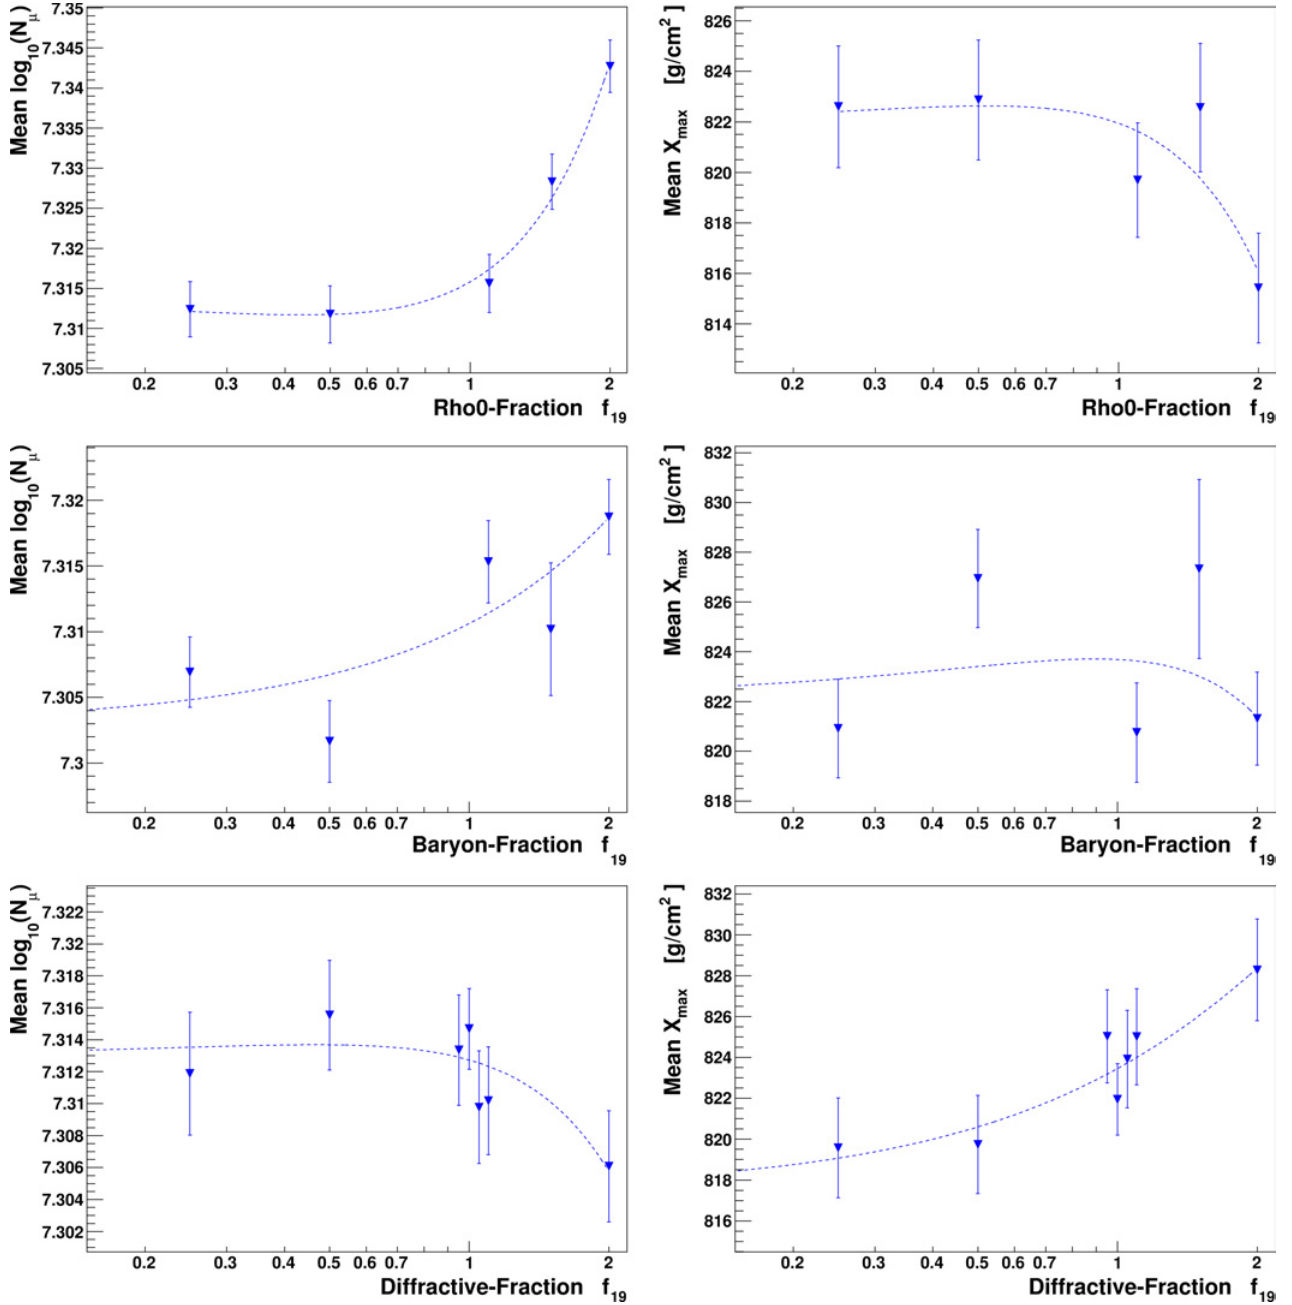 Mean log10(Nμ)
7.35
7.345
7.34
7.335
7.33
7.325
7.32
7.315
7.31
7.305
0.2 0.3 0.4 0.5 0.6 0.7 1 2
Rho0-Fraction f19
Mean Xmax [g/cm2]
826
824
822
820
818
816
814
0.2 0.3 0.4 0.5 0.6 0.7 1 2
Rho0-Fraction f19
Mean log10(Nμ)
7.32
7.315
7.31
7.305
7.3
0.2 0.3 0.4 0.5 0.6 0.7 1 2
Baryon-Fraction f19
Mean Xmax [g/cm2]
832
830
828
826
824
822
820
818
0.2 0.3 0.4 0.5 0.6 0.7 1 2
Baryon-Fraction f19
Mean log10(Nμ)
7.322
7.32
7.318
7.316
7.314
7.312
7.31
7.308
7.306
7.304
7.302
0.2 0.3 0.4 0.5 0.6 0.7 1 2
Diffractive-Fraction f19
Mean Xmax [g/cm2]
832
830
828
826
824
822
820
818
816
0.2 0.3 0.4 0.5 0.6 0.7 1 2
Diffractive-Fraction f19